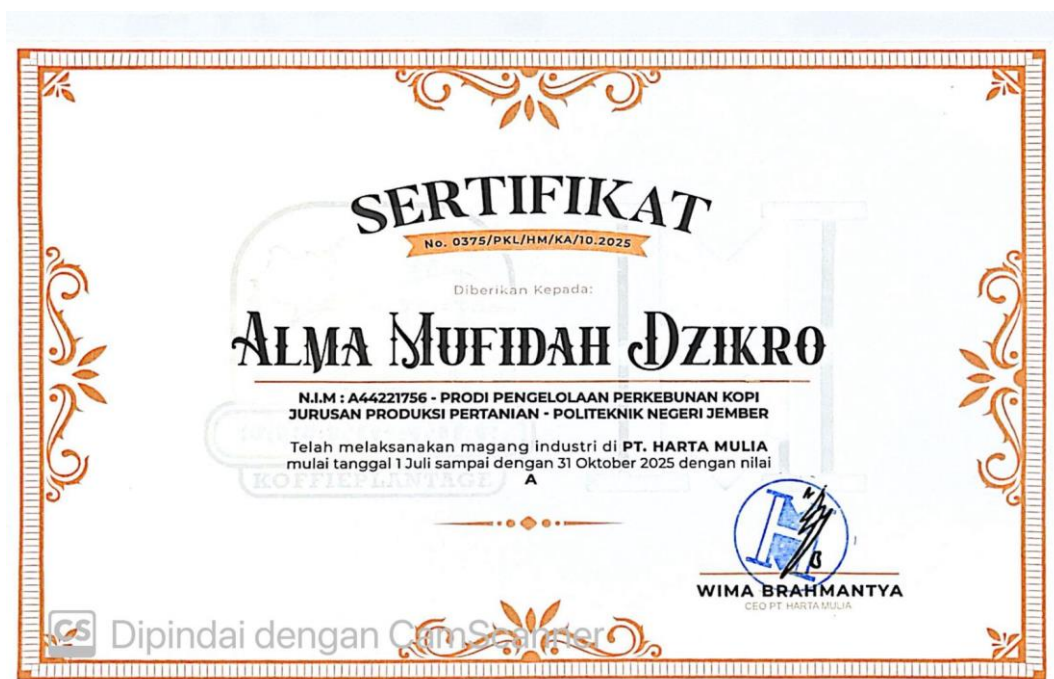 SERTIFIKAT
No. 0375/PKL/HM/KA/10.2025
Diberikan Kepada:
ALMA MUFIDAH DZIKRO
N.I.M : A44221756 - PRODI PENGELOLAAN PERKEBUNAN KOPI
JURUSAN PRODUKSI PERTANIAN - POLITEKNIK NEGERI JEMBER
Telah melaksanakan magang industri di PT. HARTA MULIA
mulai tanggal 1 Juli sampai dengan 31 Oktober 2025 dengan nilai
A
KOFFIEPLANTAGE
WIMA BRAHMANTYA
CEO PT HARTA MULIA
CS Dipindai dengan CamScanner